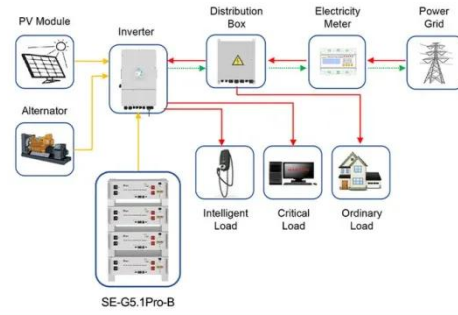 PV Module
Inverter
Distribution
Box
Electricity
Meter
Power
Grid
Alternator
Intelligent
Load
Critical
Load
Ordinary
Load
SE-G5.1Pro-B